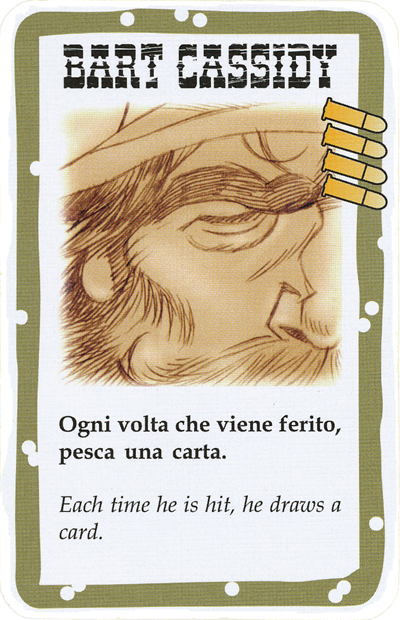 BART CASSIDY
Ogni volta che viene ferito,
pesca una carta.
Each time he is hit, he draws a
card.